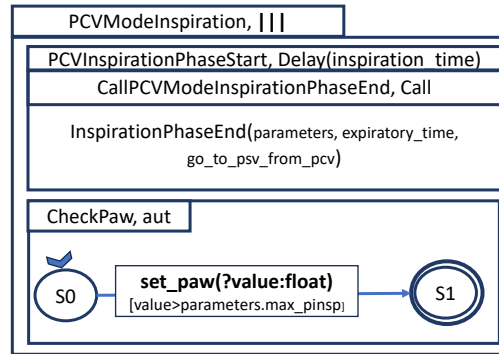 PCVModeInspiration, |||
PCVInspirationPhaseStart, Delay(inspiration_time)
CallPCVModeInspirationPhaseEnd, Call
InspirationPhaseEnd(parameters, expiratory_time,
go_to_psv_from_pcv)
CheckPaw, aut
S0
set_paw(?value:float)
[value>parameters.max_pinsp]
S1